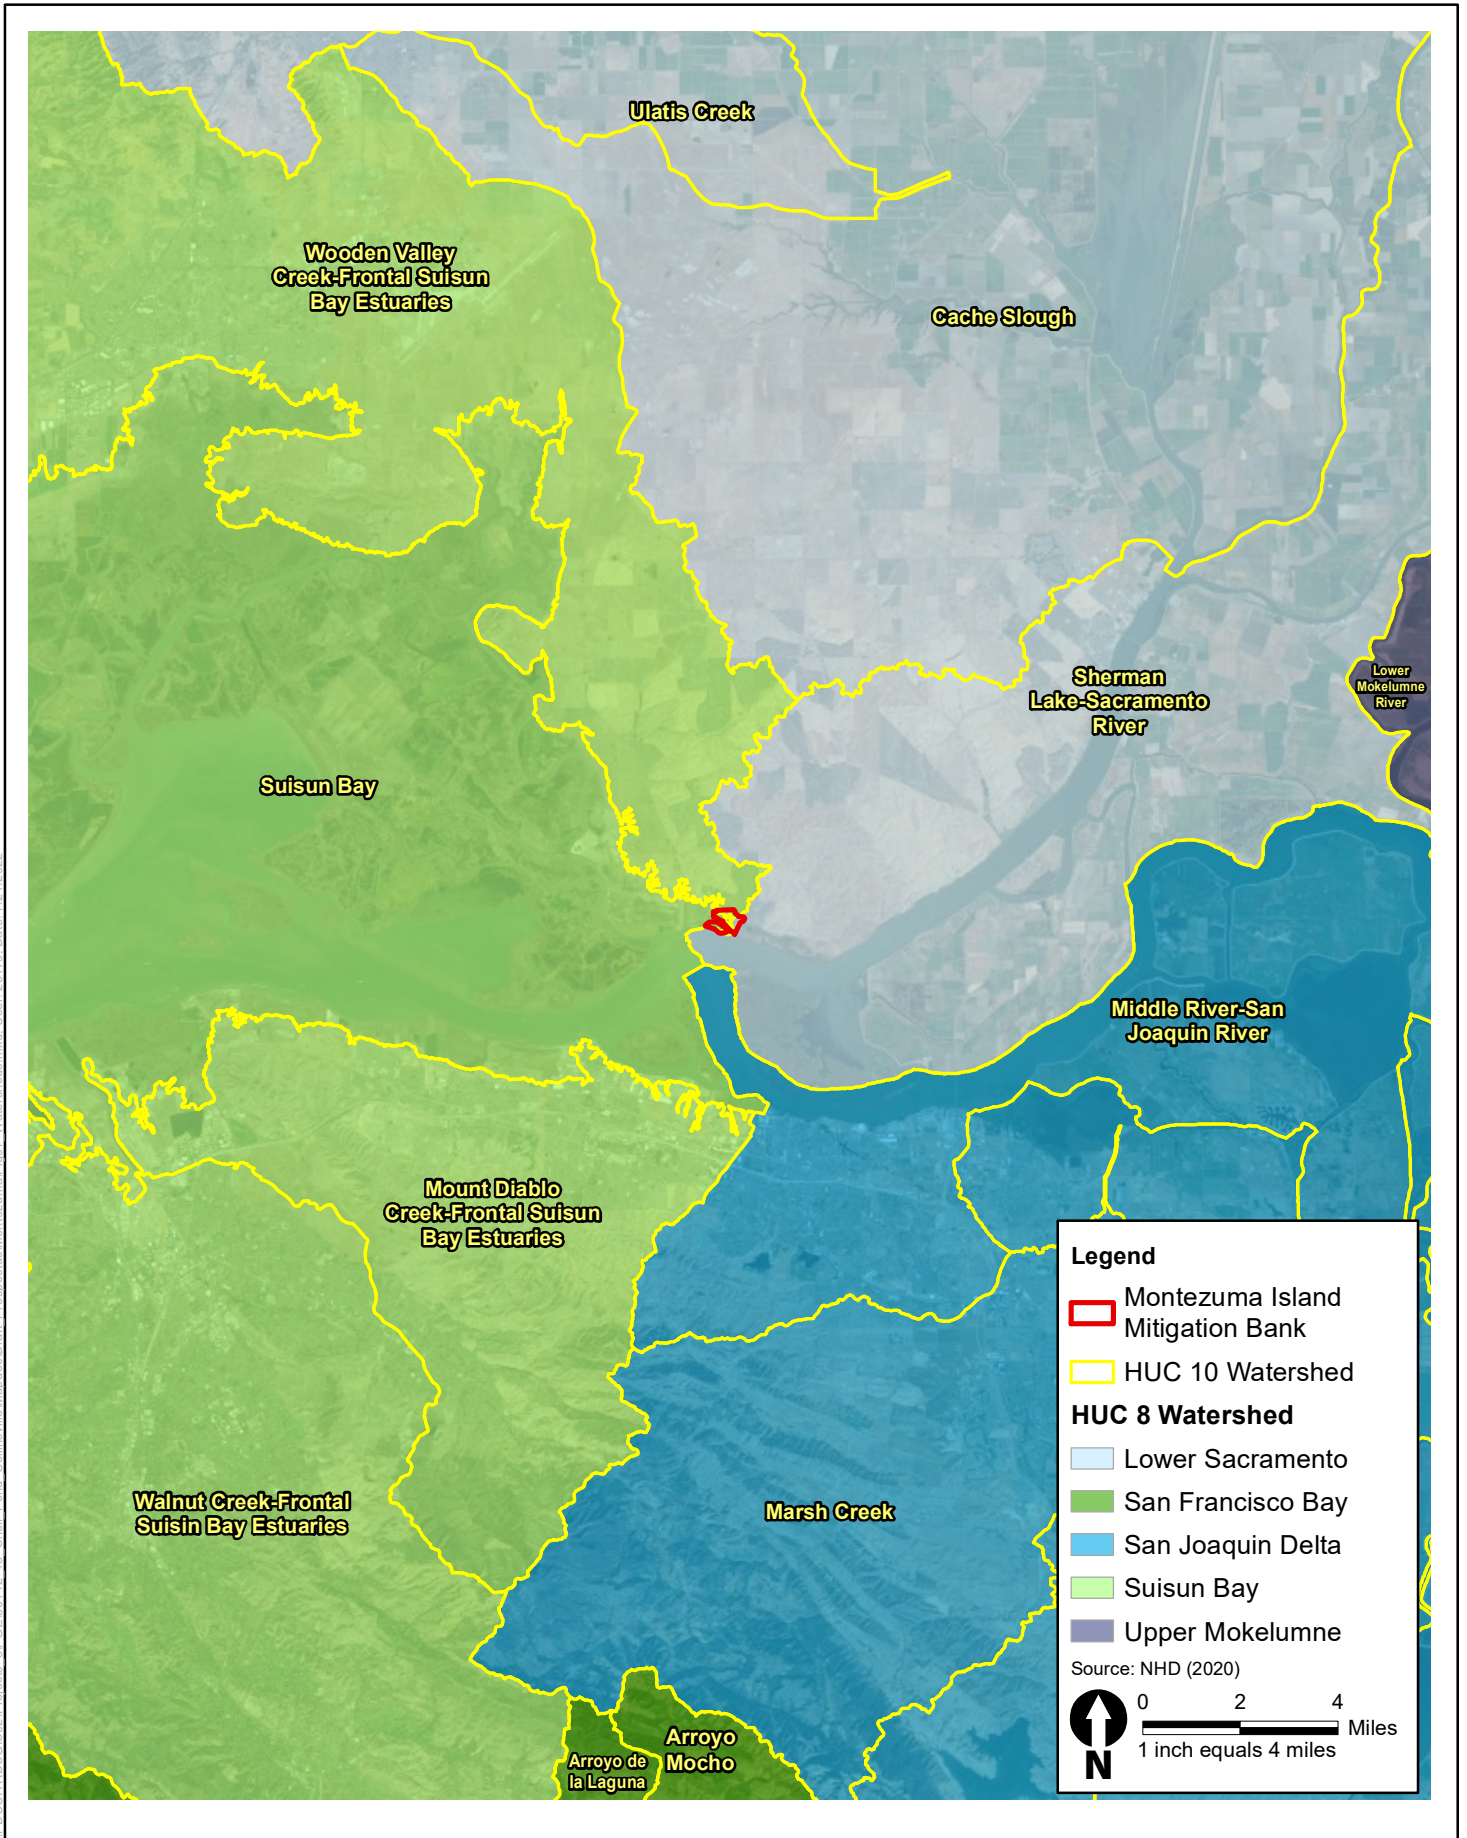 Ulatis Creek
Wooden Valley
Creek-Frontal Suisun
Bay Estuaries
Cache Slough
Sherman
Lake-Sacramento
River
Lower
Mokelumne
River
Suisun Bay
Middle River-San
Joaquin River
Mount Diablo
Creek-Frontal Suisun
Bay Estuaries
Walnut Creek-Frontal
Suisin Bay Estuaries
Marsh Creek
Arroyo
Mocho
Arroyo de
la Laguna
Legend
Montezuma Island
Mitigation Bank
HUC 10 Watershed
HUC 8 Watershed
Lower Sacramento
San Francisco Bay
San Joaquin Delta
Suisun Bay
Upper Mokelumne
Source: NHD (2020)
0 2 4
Miles
1 inch equals 4 miles
N